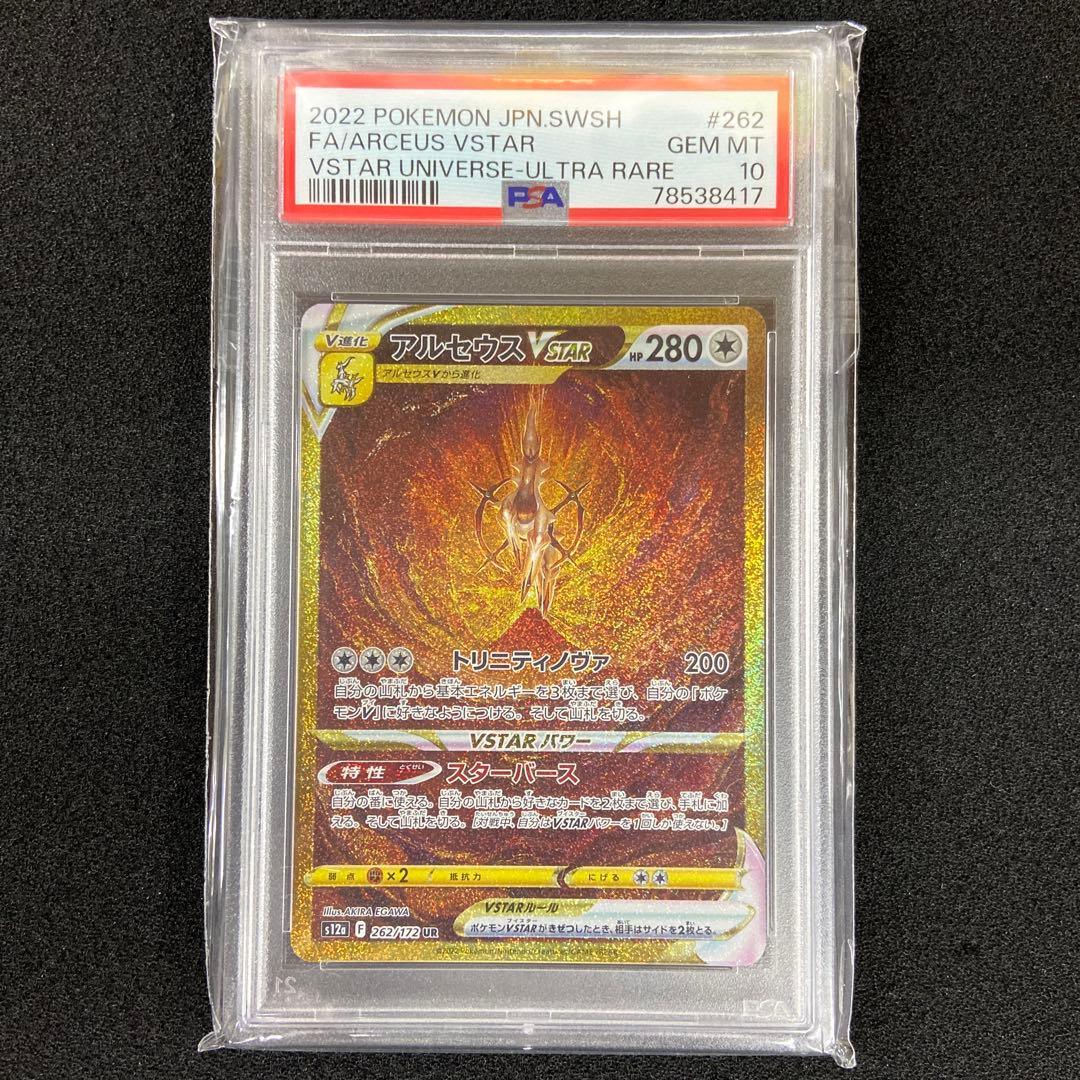 2022 POKEMON JPN.SWSH #262
FA/ARCEUS VSTAR GEM MT
VSTAR UNIVERSE-ULTRA RARE 10
PSA 78538417
V進化 アルセウス VSTAR HP 280
アルセウスVから進化
トリニティノヴァ 200
自分の山札から基本エネルギーを3枚まで選び、自分の「ポケ
モンV」に好きなようにつける。そして山札を切る。
VSTARパワー
特性 スターバース
自分の番に使える。自分の山札から好きなカードを2枚まで選び、手札に加
える。そして山札を切る。[対戦中、自分はVSTARパワーを1回しか使えない。]
弱点 ×2 抵抗力 にげる
Illus. AKIRA EGAWA
VSTARルール
s12a F 262/172 UR
ポケモンVSTARがきぜつしたとき、相手はサイドを2枚とる。